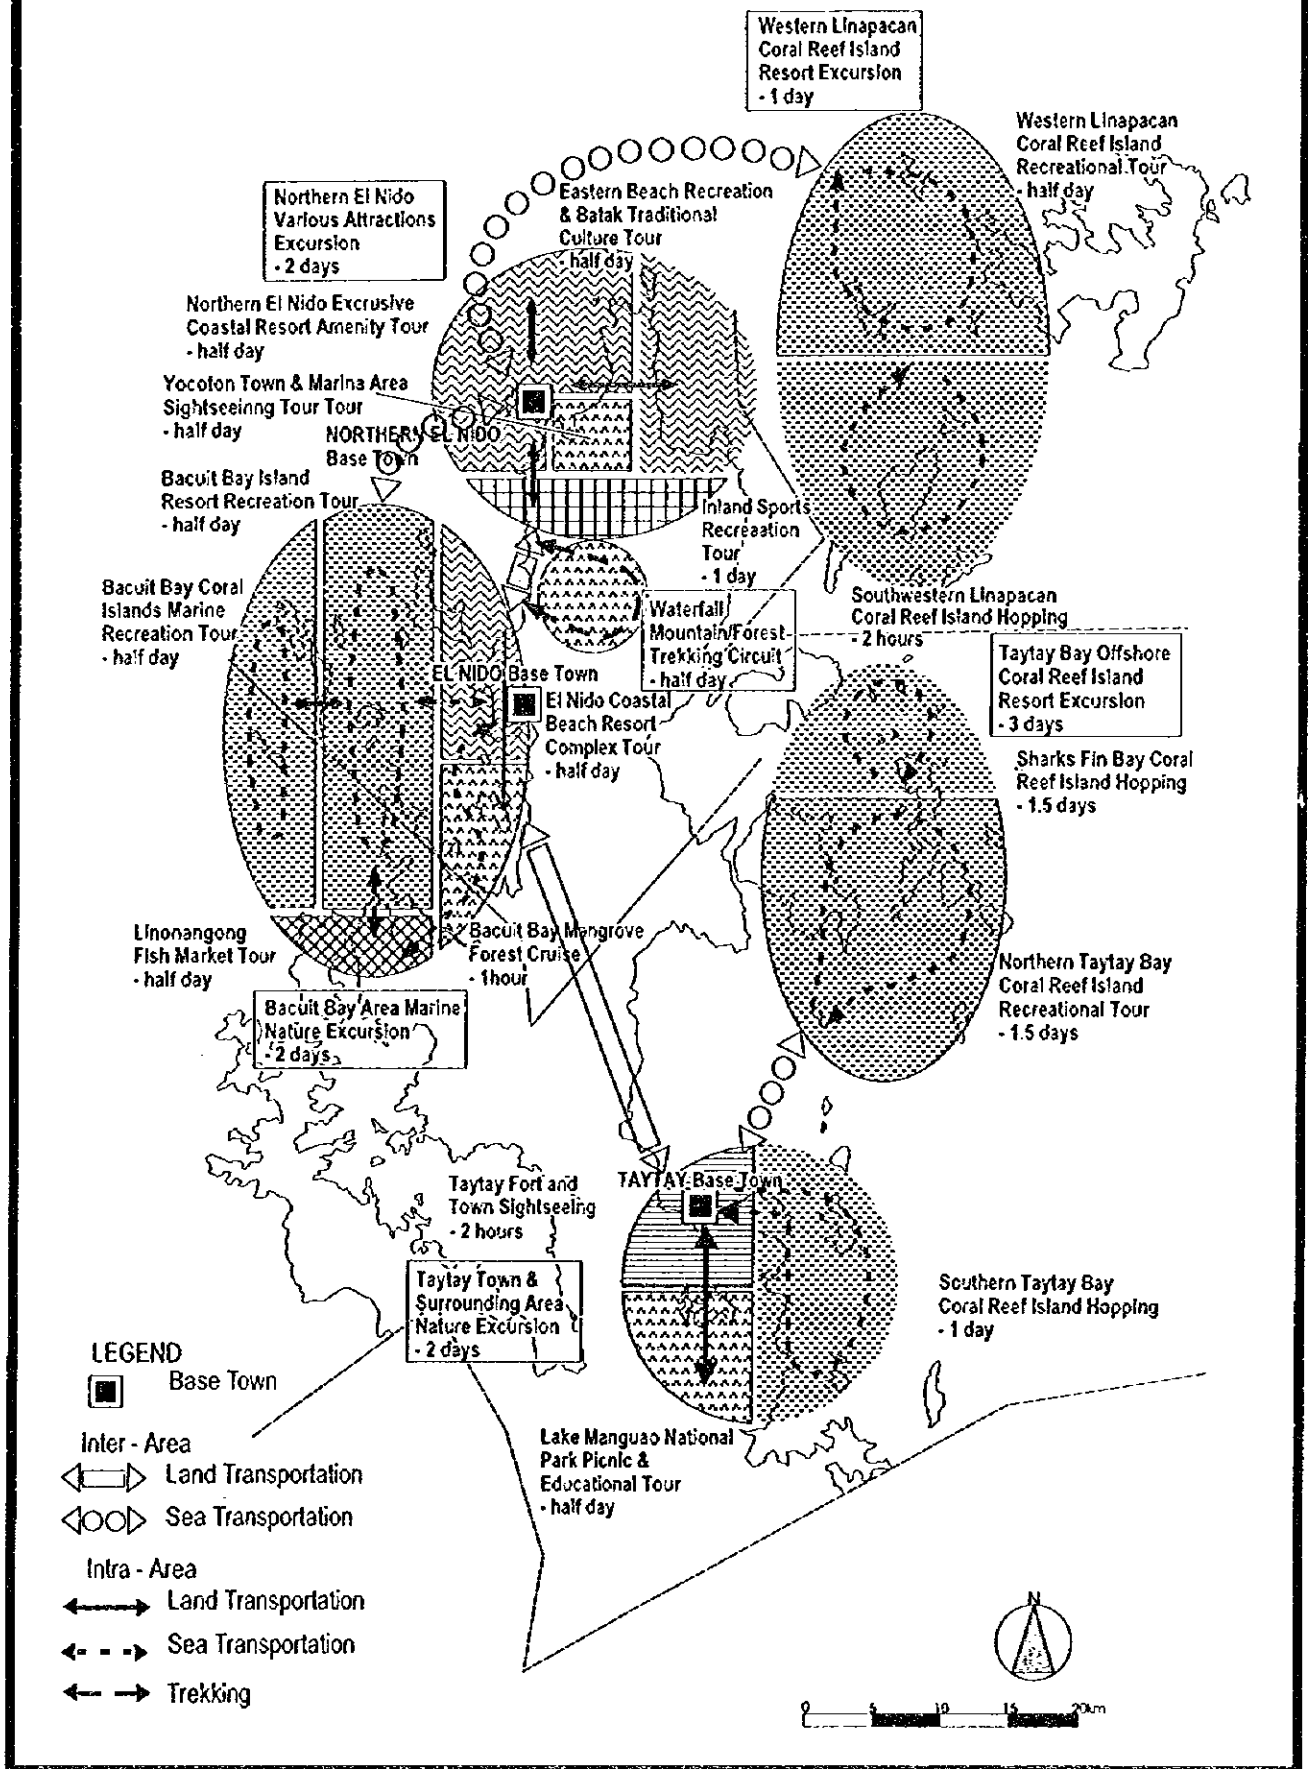 Western Linapacan
Coral Reef Island
Resort Excursion
- 1 day
Western Linapacan
Coral Reef Island
Recreational Tour
- half day
Northern El Nido
Various Attractions
Excursion
- 2 days
Eastern Beach Recreation
& Batak Traditional
Culture Tour
- half day
Northern El Nido Excrusive
Coastal Resort Amenity Tour
- half day
Yocoton Town & Marina Area
Sightseeinng Tour Tour
- half day
NORTHERN EL NIDO
Base Town
Bacuit Bay Island
Resort Recreation Tour
- half day
Inland Sports
Recreaation
Tour
- 1 day
Bacuit Bay Coral
Islands Marine
Recreation Tour
- half day
Waterfall/
Mountain/Forest
Trekking Circuit
- half day
Southwestern Linapacan
Coral Reef Island Hopping
- 2 hours
Taytay Bay Offshore
Coral Reef Island
Resort Excursion
- 3 days
EL NIDO Base Town
El Nido Coastal
Beach Resort
Complex Tour
- half day
Sharks Fin Bay Coral
Reef Island Hopping
- 1.5 days
Linonangong
Fish Market Tour
- half day
Bacuit Bay Mangrove
Forest Cruise
- 1hour
Northern Taytay Bay
Coral Reef Island
Recreational Tour
- 1.5 days
Bacuit Bay Area Marine
Nature Excursion
- 2 days
Taytay Fort and
Town Sightseeing
- 2 hours
TAYTAY Base Town
Taytay Town &
Surrounding Area
Nature Excursion
- 2 days
Southern Taytay Bay
Coral Reef Island Hopping
- 1 day
Lake Manguao National
Park Picnic &
Educational Tour
- half day
LEGEND
Base Town
Inter - Area
Land Transportation
Sea Transportation
Intra - Area
Land Transportation
Sea Transportation
Trekking
N
0 5 10 15 20km